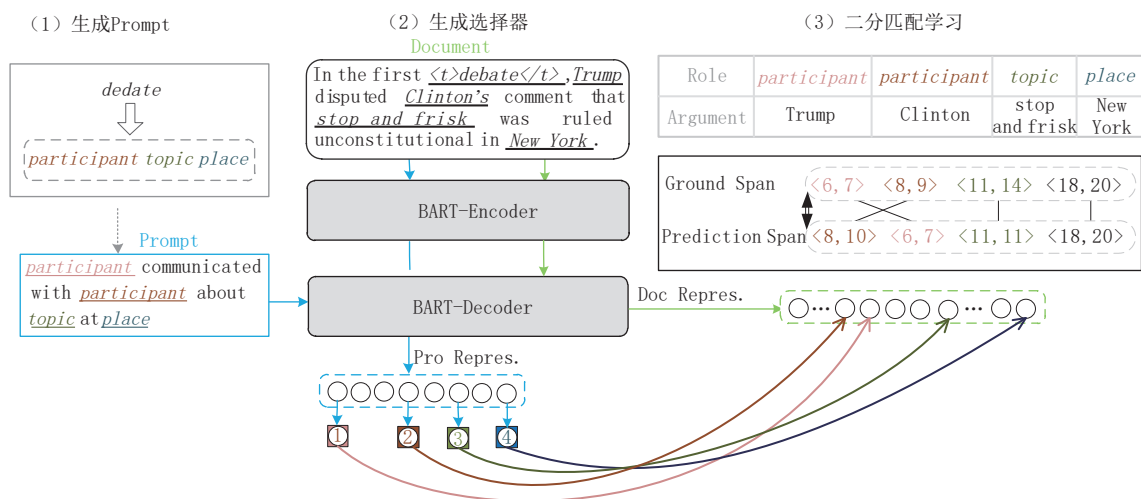 （1）生成Prompt
dedate
participant topic place
Prompt
participant communicated
with participant about
topic at place
（2）生成选择器
Document
In the first <t>debate</t> ,Trump
disputed Clinton's comment that
stop and frisk was ruled
unconstitutional in New York.
BART-Encoder
BART-Decoder
Pro Repres.
1 2 3 4
Doc Repres.
（3）二分匹配学习
Role participant participant topic place
Argument Trump Clinton stop and frisk New York
Ground Span <6,7> <8,9> <11,14> <18,20>
Prediction Span <8,10> <6,7> <11,11> <18,20>